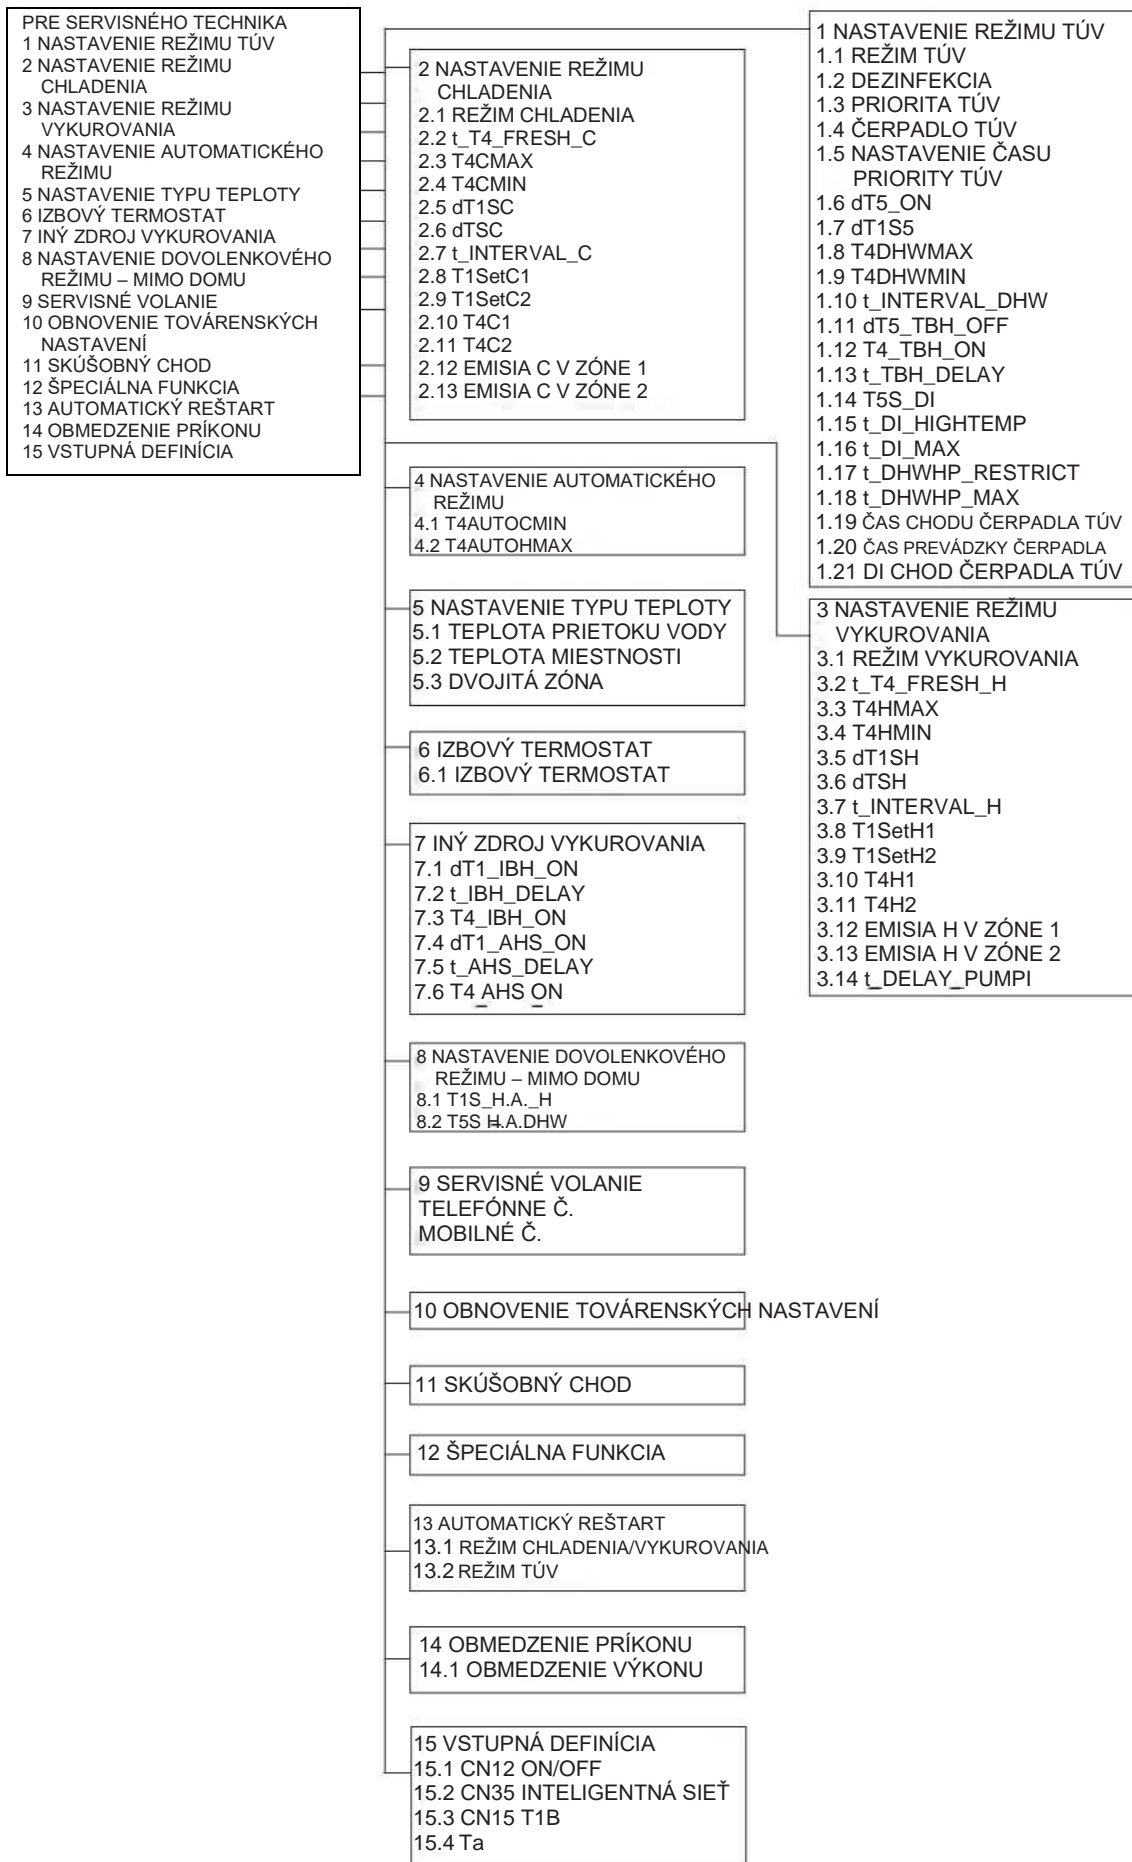 PRE SERVISNÉHO TECHNIKA
1 NASTAVENIE REŽIMU TÚV
2 NASTAVENIE REŽIMU
CHLADENIA
3 NASTAVENIE REŽIMU
VYKUROVANIA
4 NASTAVENIE AUTOMATICKÉHO
REŽIMU
5 NASTAVENIE TYPU TEPLOTY
6 IZBOVÝ TERMOSTAT
7 INÝ ZDROJ VYKUROVANIA
8 NASTAVENIE DOVOLENKOVÉHO
REŽIMU – MIMO DOMU
9 SERVISNÉ VOLANIE
10 OBNOVENIE TOVÁRENSKÝCH
NASTAVENÍ
11 SKÚŠOBNÝ CHOD
12 ŠPECIÁLNA FUNKCIA
13 AUTOMATICKÝ REŠTART
14 OBMEDZENIE PRÍKONU
15 VSTUPNÁ DEFINÍCIA
1 NASTAVENIE REŽIMU TÚV
1.1 REŽIM TÚV
1.2 DEZINFEKCIA
1.3 PRIORITA TÚV
1.4 ČERPADLO TÚV
1.5 NASTAVENIE ČASU
PRIORITY TÚV
1.6 dT5_ON
1.7 dT1S5
1.8 T4DHWMAX
1.9 T4DHWMIN
1.10 t_INTERVAL_DHW
1.11 dT5_TBH_OFF
1.12 T4_TBH_ON
1.13 t_TBH_DELAY
1.14 T5S_DI
1.15 t_DI_HIGHTEMP
1.16 t_DI_MAX
1.17 t_DHWHP_RESTRICT
1.18 t_DHWHP_MAX
1.19 ČAS CHODU ČERPADLA TÚV
1.20 ČAS PREVÁDZKY ČERPADLA
1.21 DI CHOD ČERPADLA TÚV
2 NASTAVENIE REŽIMU
CHLADENIA
2.1 REŽIM CHLADENIA
2.2 t_T4_FRESH_C
2.3 T4CMAX
2.4 T4CMIN
2.5 dT1SC
2.6 dTSC
2.7 t_INTERVAL_C
2.8 T1SetC1
2.9 T1SetC2
2.10 T4C1
2.11 T4C2
2.12 EMISIA C V ZÓNE 1
2.13 EMISIA C V ZÓNE 2
3 NASTAVENIE REŽIMU
VYKUROVANIA
3.1 REŽIM VYKUROVANIA
3.2 t_T4_FRESH_H
3.3 T4HMAX
3.4 T4HMIN
3.5 dT1SH
3.6 dTSH
3.7 t_INTERVAL_H
3.8 T1SetH1
3.9 T1SetH2
3.10 T4H1
3.11 T4H2
3.12 EMISIA H V ZÓNE 1
3.13 EMISIA H V ZÓNE 2
3.14 t_DELAY_PUMPI
4 NASTAVENIE AUTOMATICKÉHO
REŽIMU
4.1 T4AUTOCMIN
4.2 T4AUTOHMAX
5 NASTAVENIE TYPU TEPLOTY
5.1 TEPLOTA PRIETOKU VODY
5.2 TEPLOTA MIESTNOSTI
5.3 DVOJITÁ ZÓNA
6 IZBOVÝ TERMOSTAT
6.1 IZBOVÝ TERMOSTAT
7 INÝ ZDROJ VYKUROVANIA
7.1 dT1_IBH_ON
7.2 t_IBH_DELAY
7.3 T4_IBH_ON
7.4 dT1_AHS_ON
7.5 t_AHS_DELAY
7.6 T4_AHS_ON
8 NASTAVENIE DOVOLENKOVÉHO
REŽIMU – MIMO DOMU
8.1 T1S_H.A._H
8.2 T5S_H.A.DHW
9 SERVISNÉ VOLANIE
TELEFÓNNE Č.
MOBILNÉ Č.
10 OBNOVENIE TOVÁRENSKÝCH NASTAVENÍ
11 SKÚŠOBNÝ CHOD
12 ŠPECIÁLNA FUNKCIA
13 AUTOMATICKÝ REŠTART
13.1 REŽIM CHLADENIA/VYKUROVANIA
13.2 REŽIM TÚV
14 OBMEDZENIE PRÍKONU
14.1 OBMEDZENIE VÝKONU
15 VSTUPNÁ DEFINÍCIA
15.1 CN12 ON/OFF
15.2 CN35 INTELIGENTNÁ SIEŤ
15.3 CN15 T1B
15.4 Ta